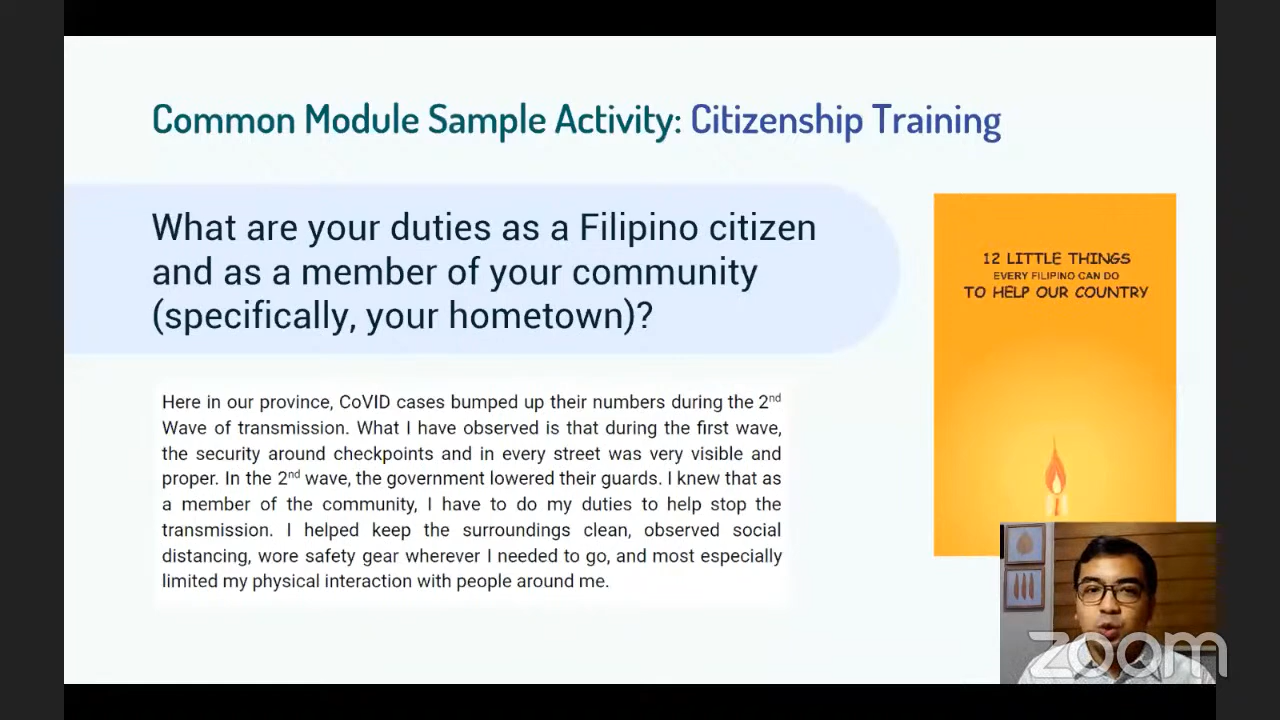 Common Module Sample Activity: Citizenship Training
What are your duties as a Filipino citizen
and as a member of your community
(specifically, your hometown)?
12 LITTLE THINGS
EVERY FILIPINO CAN DO
TO HELP OUR COUNTRY
Here in our province, CoVID cases bumped up their numbers during the 2nd
Wave of transmission. What I have observed is that during the first wave,
the security around checkpoints and in every street was very visible and
proper. In the 2nd wave, the government lowered their guards. I knew that as
a member of the community, I have to do my duties to help stop the
transmission. I helped keep the surroundings clean, observed social
distancing, wore safety gear wherever I needed to go, and most especially
limited my physical interaction with people around me.
zoom